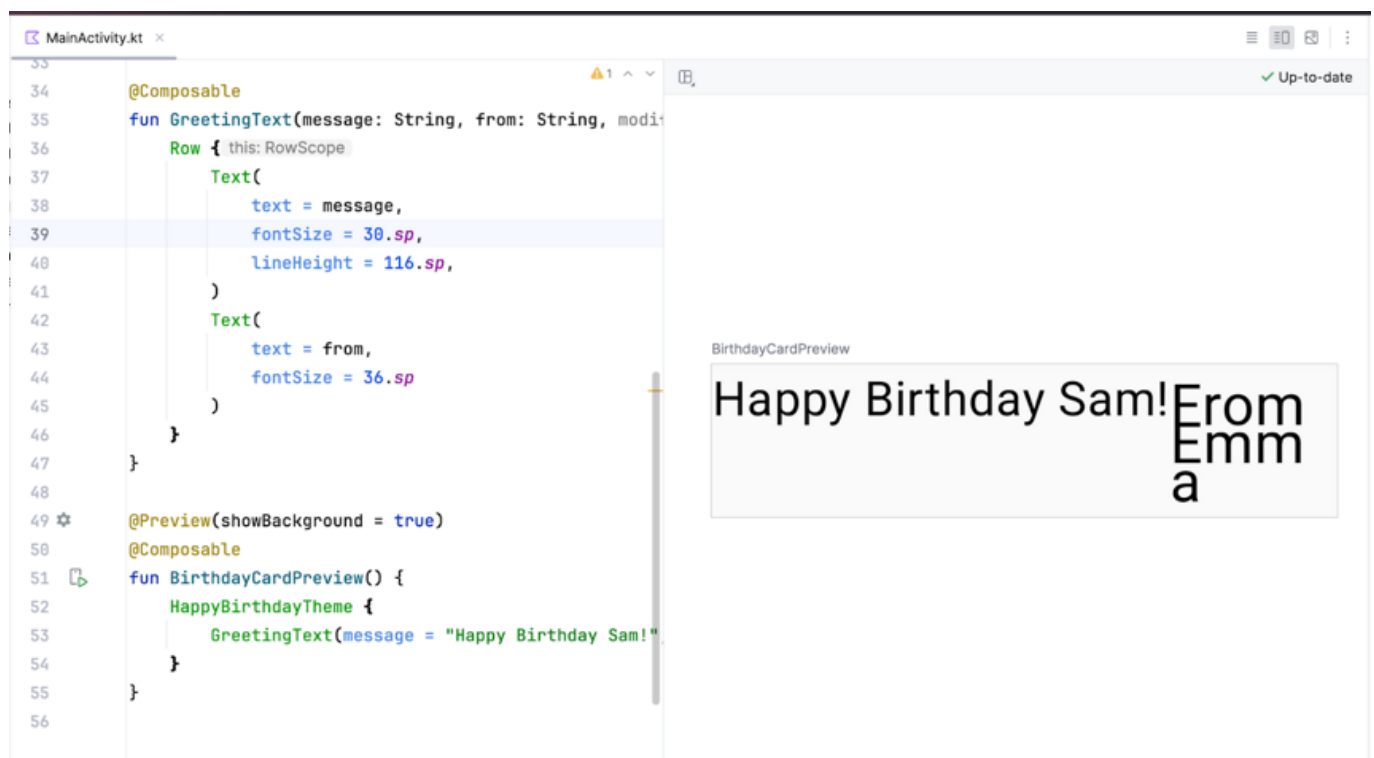 MainActivity.kt
1
Up-to-date
33
34 @Composable
35 fun GreetingText(message: String, from: String, modif
36 Row { this: RowScope
37 Text(
38 text = message,
39 fontSize = 30.sp,
40 lineHeight = 116.sp,
41 )
42 Text(
43 text = from,
44 fontSize = 36.sp
45 )
46 }
47 }
48
49 @Preview(showBackground = true)
50 @Composable
51 fun BirthdayCardPreview() {
52 HappyBirthdayTheme {
53 GreetingText(message = "Happy Birthday Sam!"
54 }
55 }
56
BirthdayCardPreview
Happy Birthday Sam!
From
Emm
a